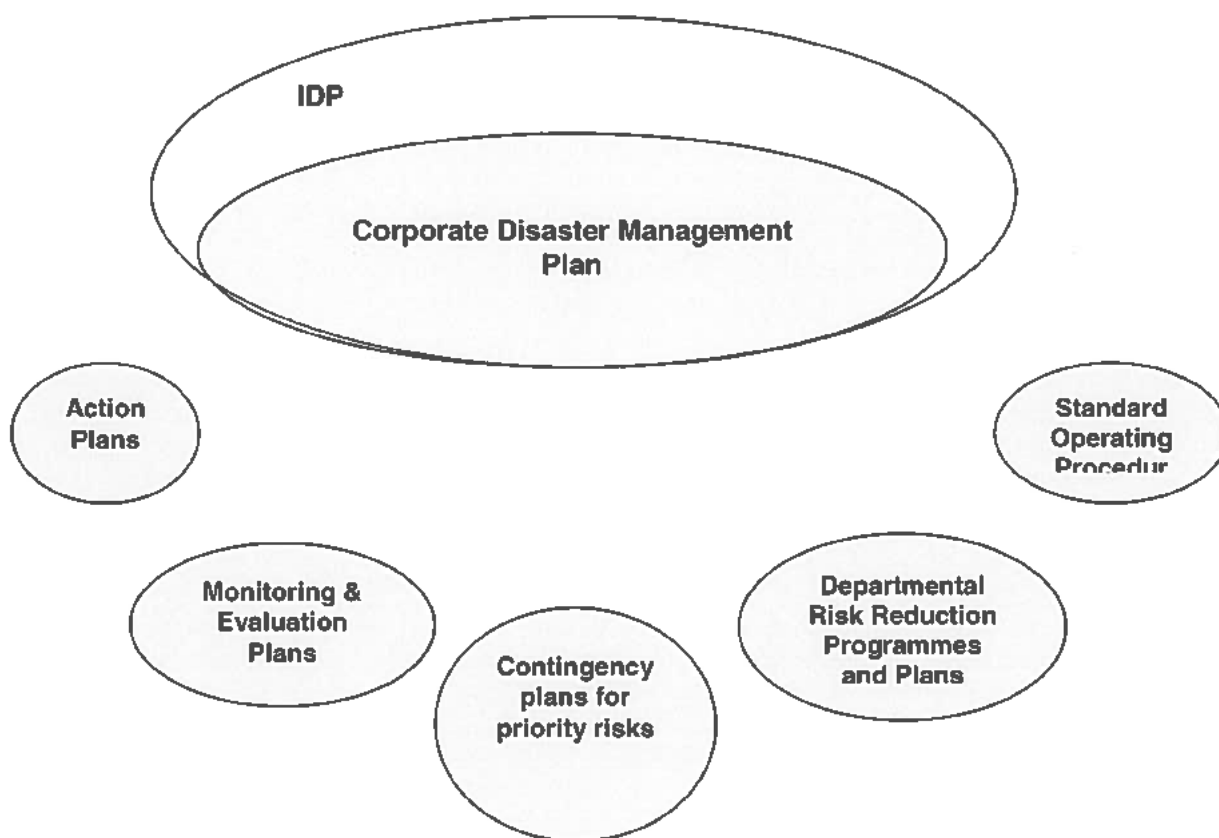 IDP
Corporate Disaster Management
Plan
Action
Plans
Standard
Operating
Procedur
Monitoring &
Evaluation
Plans
Departmental
Risk Reduction
Programmes
and Plans
Contingency
plans for
priority risks